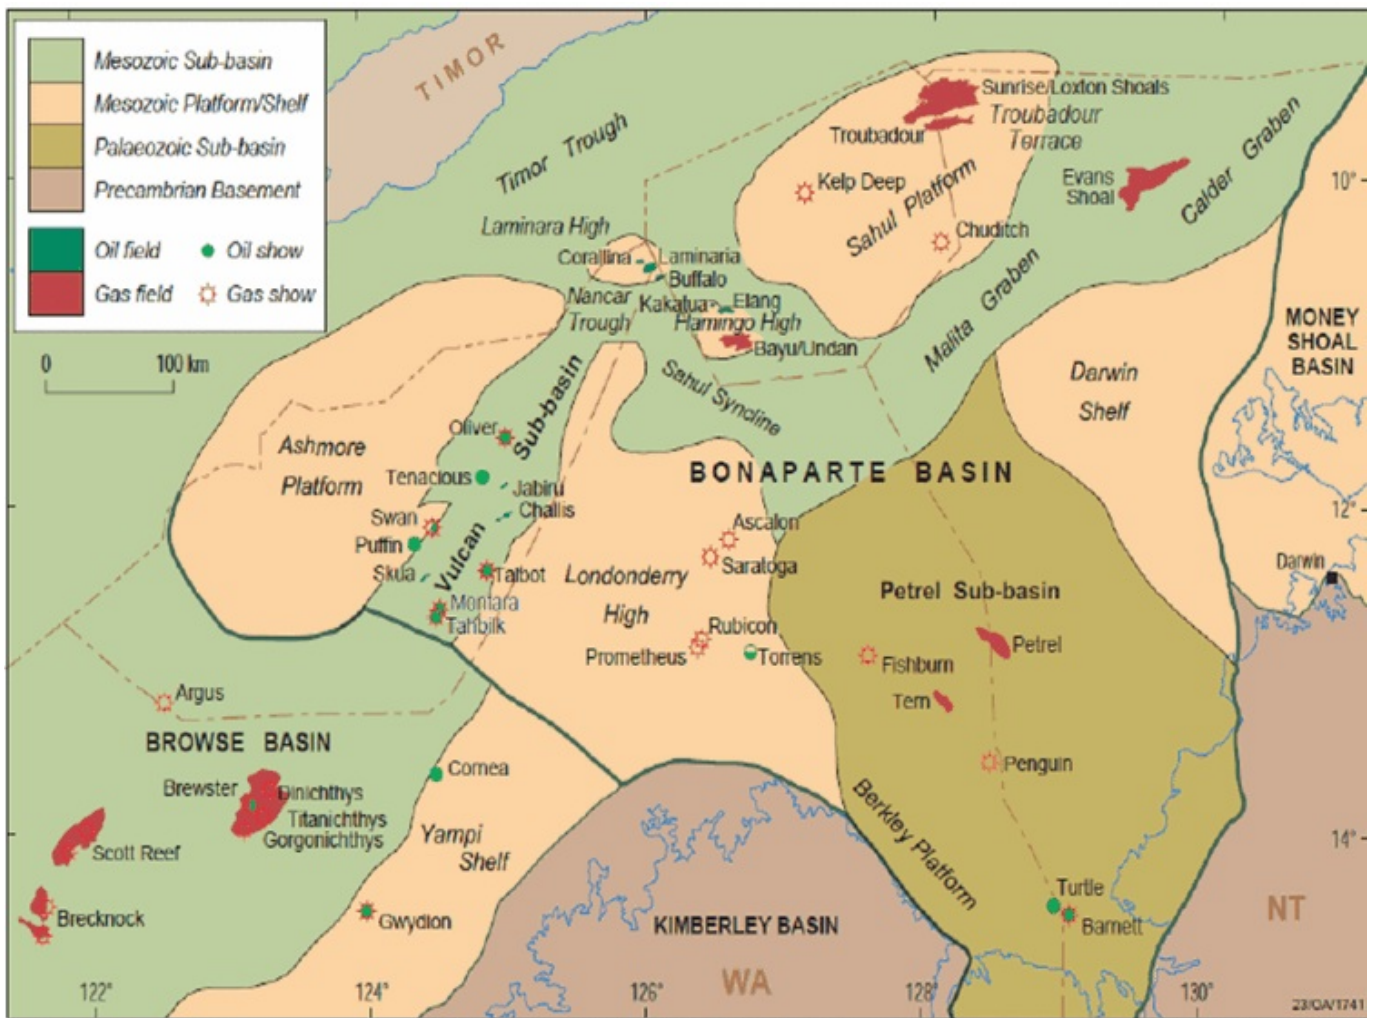 Mesozoic Sub-basin
Mesozoic Platform/Shelf
Palaeozoic Sub-basin
Precambrian Basement
Oil field
Oil show
Gas field
Gas show
0
100 km
TIMOR
Timor Trough
Laminara High
Corallina
Laminaria
Buffalo
Nancar
Trough
Kakatua
Elang
Flamingo High
Bayu/Undan
Sahul Syncline
Sunrise/Loxton Shoals
Troubadour
Troubadour
Terrace
Kelp Deep
Sahul Platform
Chuditch
Evans
Shoal
Calder Graben
Malita Graben
10°
MONEY
SHOAL
BASIN
Darwin
Shelf
Ashmore
Platform
Oliver
Sub-basin
Tenacious
Jabiru
Challis
Swan
Puffin
Skua
Vulcan
Talbot
Montara
Tahbilk
BONAPARTE BASIN
Ascalon
Saratoga
Londonderry
High
Rubicon
Prometheus
Torrens
12°
Darwin
Petrel Sub-basin
Petrel
Fishburn
Tern
Penguin
Argus
BROWSE BASIN
Brewster
Dinichthys
Titanichthys
Gorgonichthys
Scott Reef
Brecknock
Cornea
Yampi
Shelf
Gwydion
Berkley Platform
14°
Turtle
Barnett
KIMBERLEY BASIN
WA
NT
122°
124°
126°
128°
130°
23/OA/1741